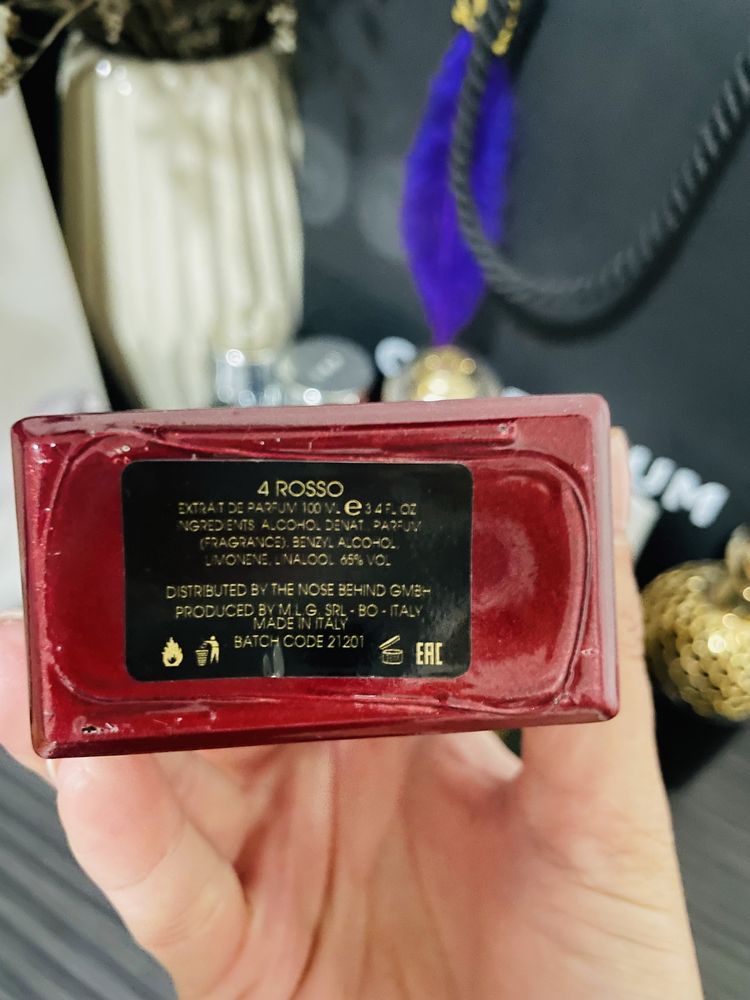 4 ROSSO
EXTRAIT DE PARFUM 100 ML e 3.4 FL. OZ
INGREDIENTS: ALCOHOL DENAT., PARFUM
(FRAGRANCE), BENZYL ALCOHOL,
LIMONENE, LINALOOL. 65% VOL
DISTRIBUTED BY THE NOSE BEHIND GMBH
PRODUCED BY M.L.G. SRL - BO - ITALY
MADE IN ITALY
BATCH CODE 21201
EAC
UM